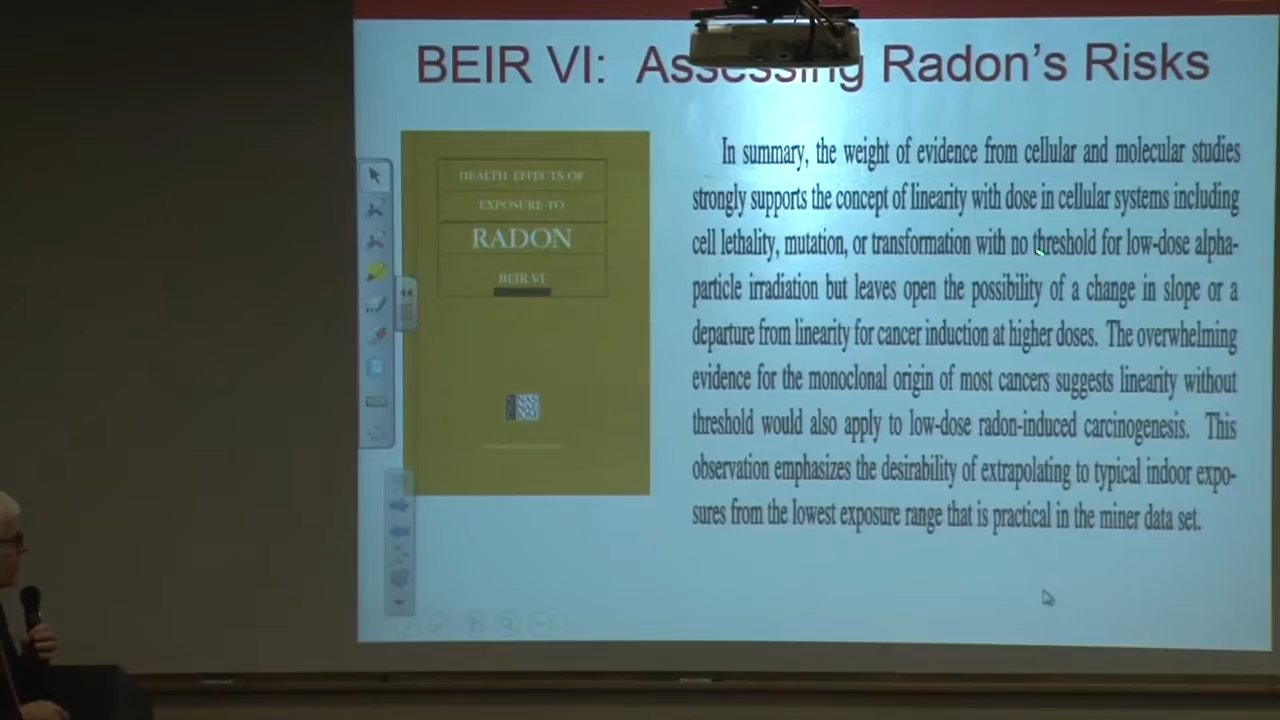 BEIR VI: Assessing Radon's Risks
HEALTH EFFECTS OF
EXPOSURE TO
RADON
BEIR VI
In summary, the weight of evidence from cellular and molecular studies
strongly supports the concept of linearity with dose in cellular systems including
cell lethality, mutation, or transformation with no threshold for low-dose alpha-
particle irradiation but leaves open the possibility of a change in slope or a
departure from linearity for cancer induction at higher doses. The overwhelming
evidence for the monoclonal origin of most cancers suggests linearity without
threshold would also apply to low-dose radon-induced carcinogenesis. This
observation emphasizes the desirability of extrapolating to typical indoor expo-
sures from the lowest exposure range that is practical in the miner data set.